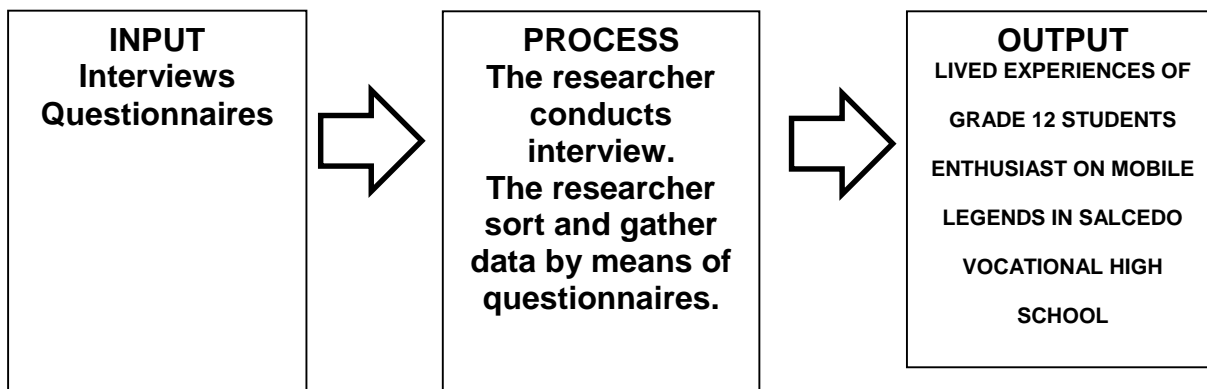 INPUT
Interviews
Questionnaires
PROCESS
The researcher
conducts
interview.
The researcher
sort and gather
data by means of
questionnaires.
OUTPUT
LIVED EXPERIENCES OF
GRADE 12 STUDENTS
ENTHUSIAST ON MOBILE
LEGENDS IN SALCEDO
VOCATIONAL HIGH
SCHOOL